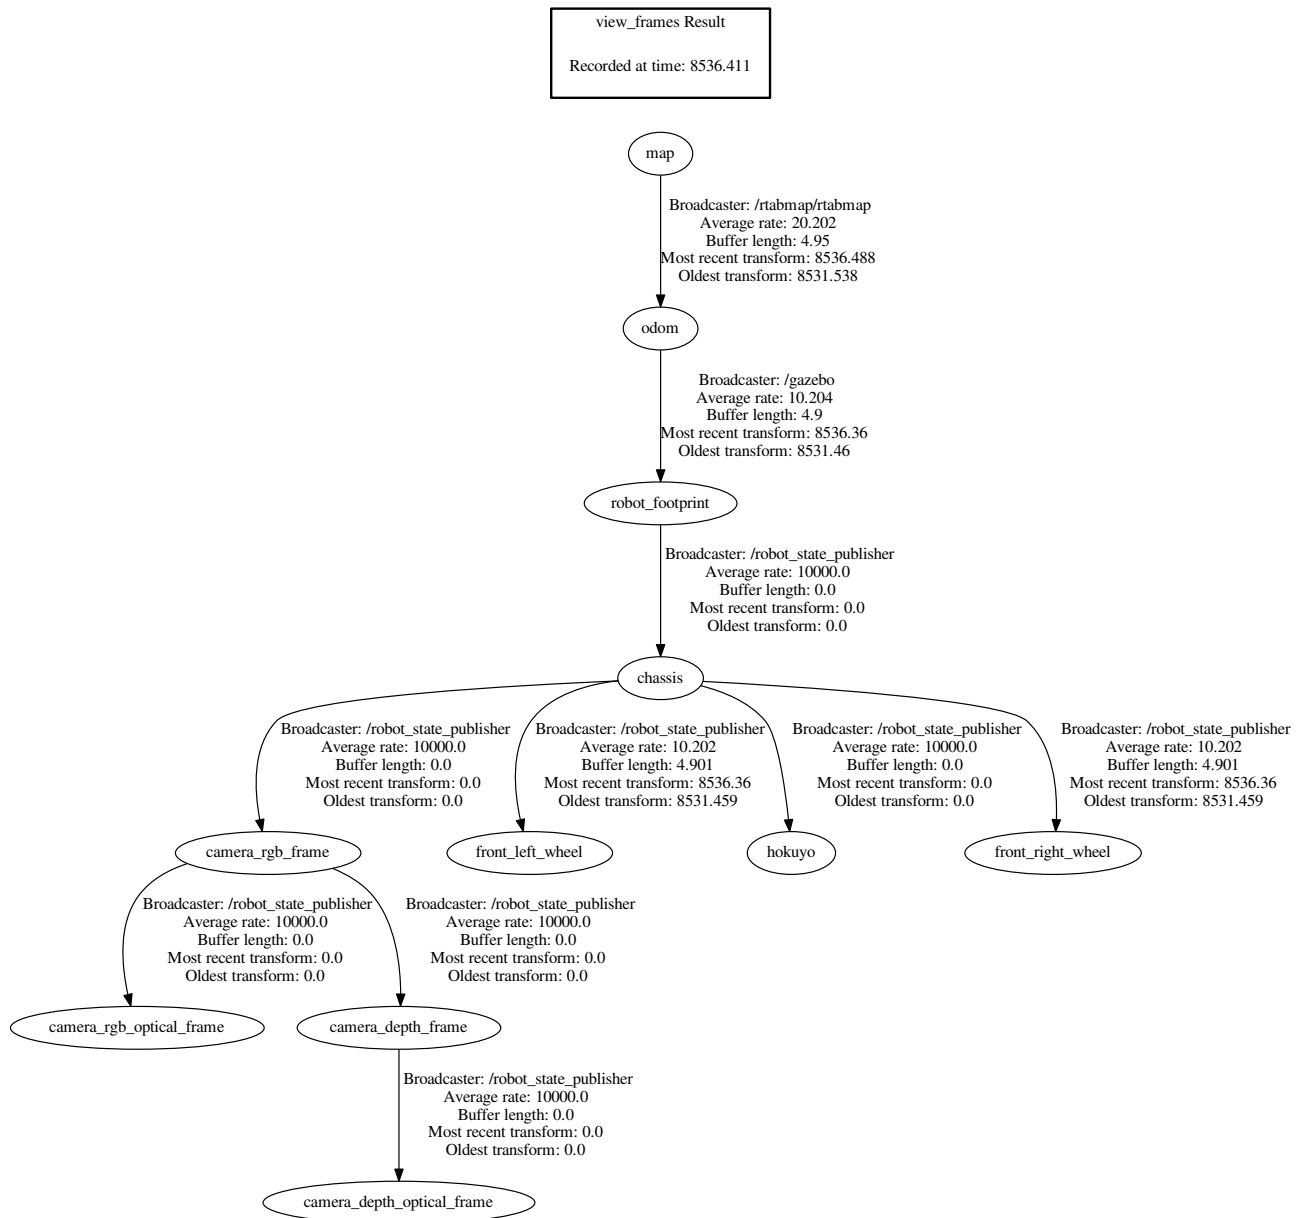 view_frames Result
Recorded at time: 8536.411
map
Broadcaster: /rtabmap/rtabmap
Average rate: 20.202
Buffer length: 4.95
Most recent transform: 8536.488
Oldest transform: 8531.538
odom
Broadcaster: /gazebo
Average rate: 10.204
Buffer length: 4.9
Most recent transform: 8536.36
Oldest transform: 8531.46
robot_footprint
Broadcaster: /robot_state_publisher
Average rate: 10000.0
Buffer length: 0.0
Most recent transform: 0.0
Oldest transform: 0.0
chassis
Broadcaster: /robot_state_publisher
Average rate: 10000.0
Buffer length: 0.0
Most recent transform: 0.0
Oldest transform: 0.0
Broadcaster: /robot_state_publisher
Average rate: 10.202
Buffer length: 4.901
Most recent transform: 8536.36
Oldest transform: 8531.459
Broadcaster: /robot_state_publisher
Average rate: 10000.0
Buffer length: 0.0
Most recent transform: 0.0
Oldest transform: 0.0
Broadcaster: /robot_state_publisher
Average rate: 10.202
Buffer length: 4.901
Most recent transform: 8536.36
Oldest transform: 8531.459
camera_rgb_frame
front_left_wheel
hokuyo
front_right_wheel
Broadcaster: /robot_state_publisher
Average rate: 10000.0
Buffer length: 0.0
Most recent transform: 0.0
Oldest transform: 0.0
Broadcaster: /robot_state_publisher
Average rate: 10000.0
Buffer length: 0.0
Most recent transform: 0.0
Oldest transform: 0.0
camera_rgb_optical_frame
camera_depth_frame
Broadcaster: /robot_state_publisher
Average rate: 10000.0
Buffer length: 0.0
Most recent transform: 0.0
Oldest transform: 0.0
camera_depth_optical_frame